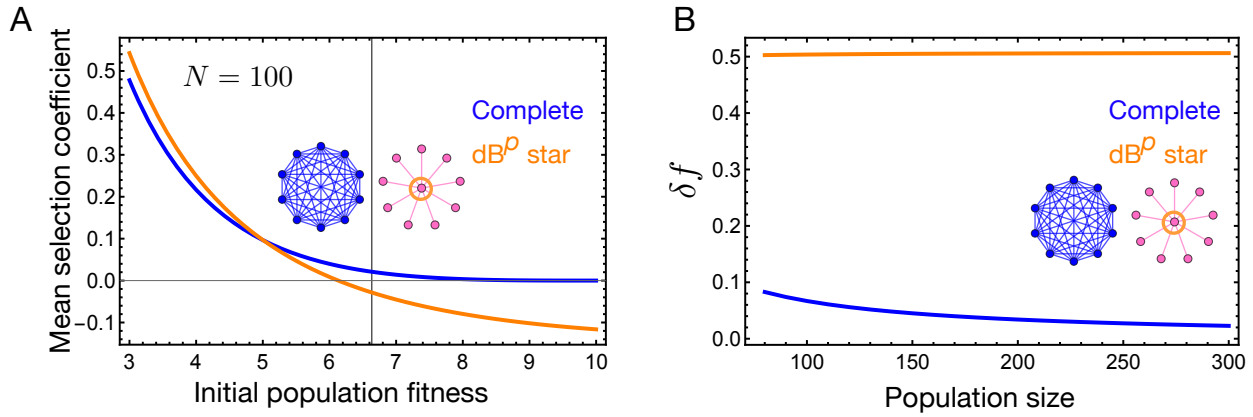 A
Mean selection coefficient
0.5
0.4
0.3
0.2
0.1
0.0
−0.1
N = 100
Complete
dB^p star
3 4 5 6 7 8 9 10
Initial population fitness
B
δf
0.5
0.4
0.3
0.2
0.1
0.0
Complete
dB^p star
100 150 200 250 300
Population size